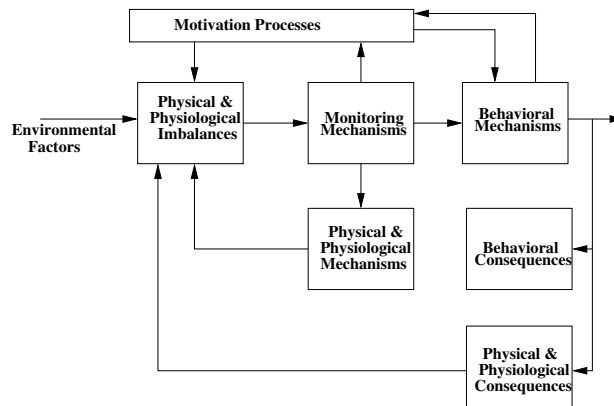 Motivation Processes
Physical &
Physiological
Imbalances
Monitoring
Mechanisms
Behavioral
Mechanisms
Environmental
Factors
Physical &
Physiological
Mechanisms
Behavioral
Consequences
Physical &
Physiological
Consequences